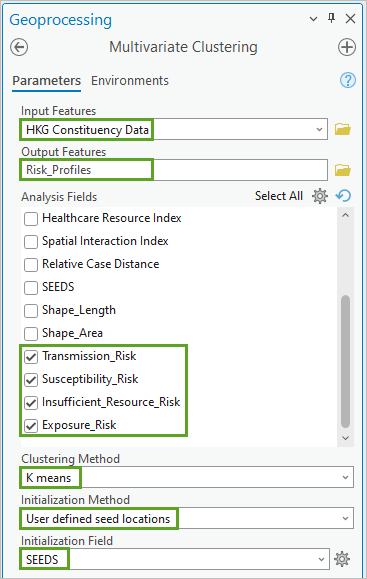 Geoprocessing
Multivariate Clustering
Parameters Environments
Input Features
HKG Constituency Data
Output Features
Risk_Profiles
Analysis Fields Select All
Healthcare Resource Index
Spatial Interaction Index
Relative Case Distance
SEEDS
Shape_Length
Shape_Area
Transmission_Risk
Susceptibility_Risk
Insufficient_Resource_Risk
Exposure_Risk
Clustering Method
K means
Initialization Method
User defined seed locations
Initialization Field
SEEDS